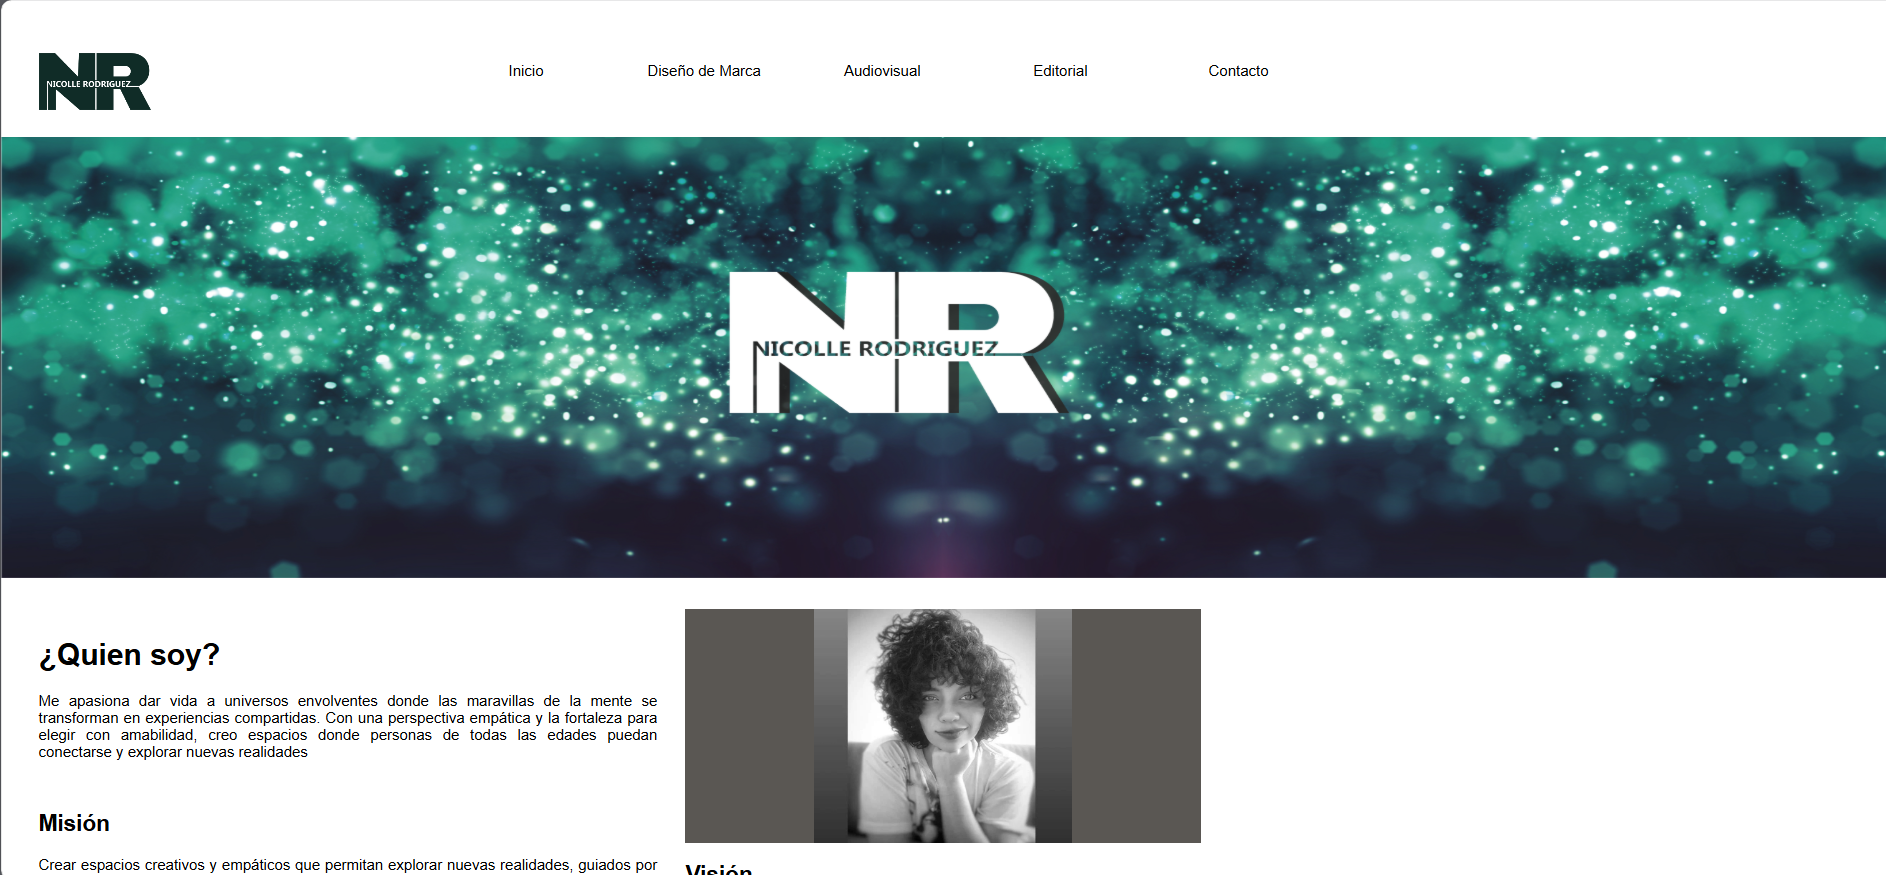 NICOLLE RODRIGUEZ
NR
Inicio
Diseño de Marca
Audiovisual
Editorial
Contacto
NR
NICOLLE RODRIGUEZ
¿Quien soy?
Me apasiona dar vida a universos envolventes donde las maravillas de la mente se
transforman en experiencias compartidas. Con una perspectiva empática y la fortaleza para
elegir con amabilidad, creo espacios donde personas de todas las edades puedan
conectarse y explorar nuevas realidades
Misión
Crear espacios creativos y empáticos que permitan explorar nuevas realidades, guiados por
Visión